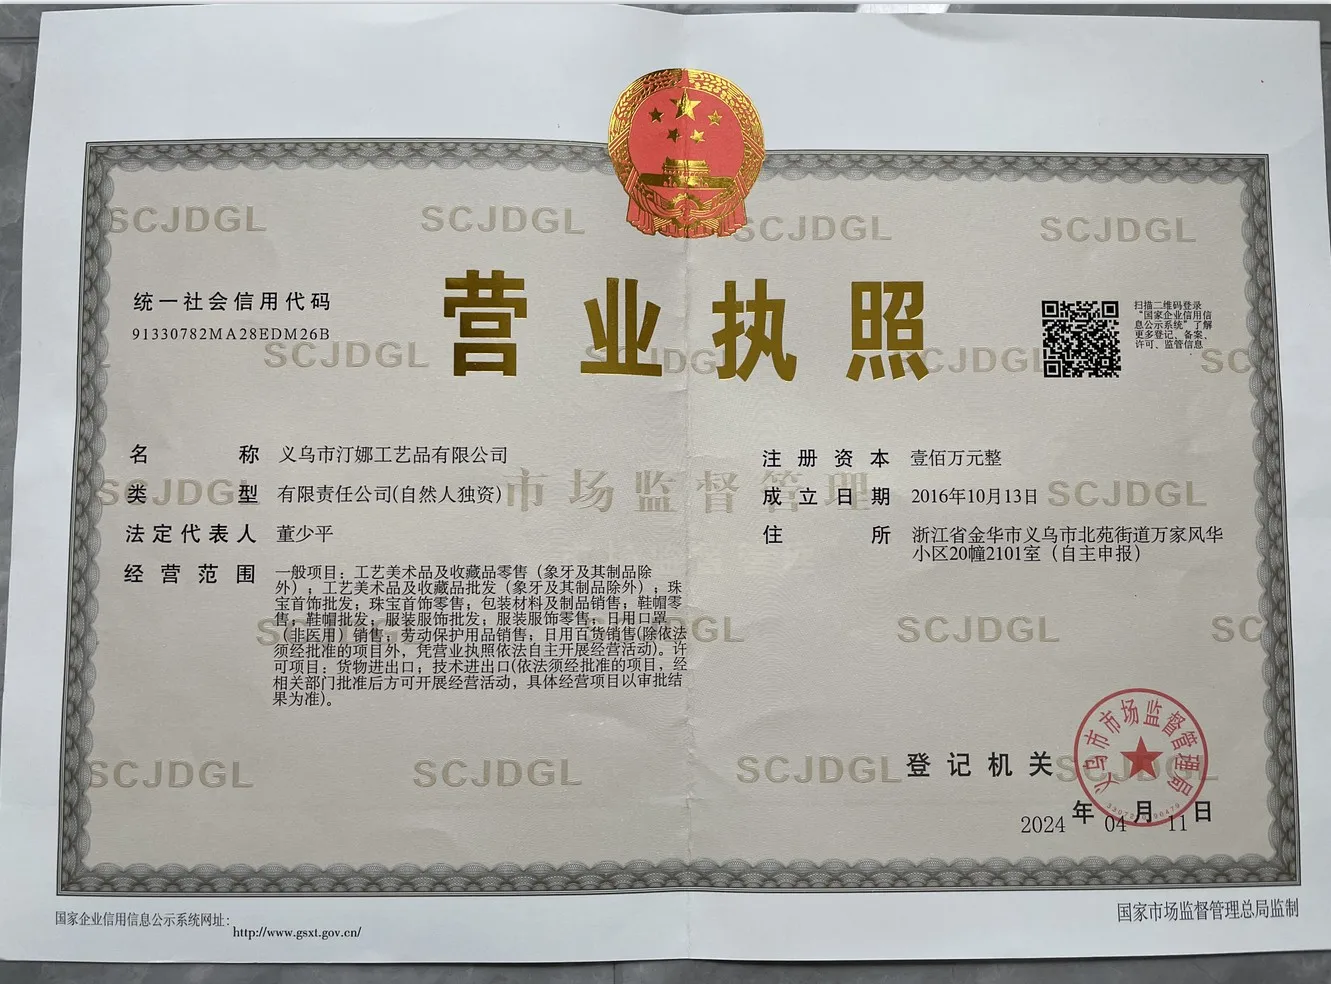 营业执照
统一社会信用代码
91330782MA28EDM26B
扫描二维码登录
“国家企业信用信
息公示系统”了解
更多登记、备案、
许可、监管信息
名称 义乌市汀娜工艺品有限公司
类型 有限责任公司(自然人独资)
法定代表人 董少平
经营范围 一般项目：工艺美术品及收藏品零售（象牙及其制品除
外）；工艺美术品及收藏品批发（象牙及其制品除外）；珠
宝首饰批发；珠宝首饰零售；包装材料及制品销售；鞋帽零
售；鞋帽批发；服装服饰批发；服装服饰零售；日用口罩
（非医用）销售；劳动保护用品销售；日用百货销售(除依法
须经批准的项目外，凭营业执照依法自主开展经营活动)。许
可项目：货物进出口；技术进出口(依法须经批准的项目，经
相关部门批准后方可开展经营活动，具体经营项目以审批结
果为准)。
注册资本 壹佰万元整
成立日期 2016年10月13日
住所 浙江省金华市义乌市北苑街道万家风华
小区20幢2101室（自主申报）
登记机关
义乌市市场监督管理局
2024年04月11日
国家企业信用信息公示系统网址：
http://www.gsxt.gov.cn/
国家市场监督管理总局监制
SCJDGL SCJDGL SCJDGL SCJDGL
SCJDGL
市场监督管理